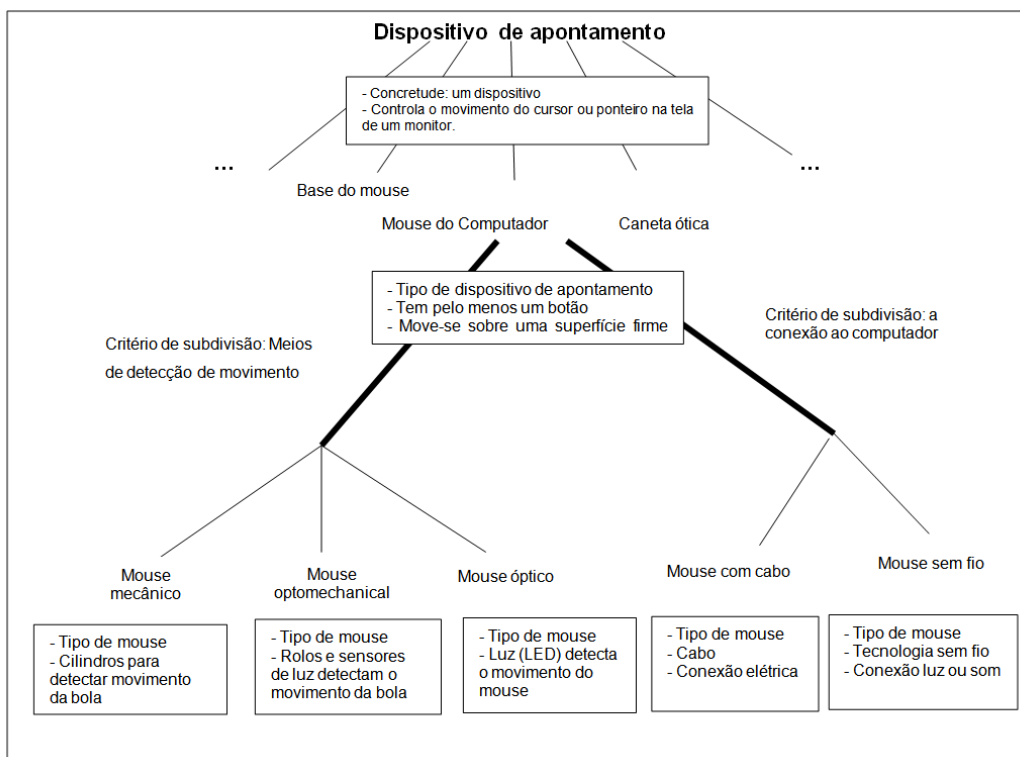 Dispositivo de apontamento
- Concretude: um dispositivo
- Controla o movimento do cursor ou ponteiro na tela
de um monitor.
...
...
Base do mouse
Mouse do Computador
Caneta ótica
- Tipo de dispositivo de apontamento
- Tem pelo menos um botão
- Move-se sobre uma superfície firme
Critério de subdivisão: Meios
de detecção de movimento
Critério de subdivisão: a
conexão ao computador
Mouse
mecânico
Mouse
optomechanical
Mouse óptico
Mouse com cabo
Mouse sem fio
- Tipo de mouse
- Cilindros para
detectar movimento
da bola
- Tipo de mouse
- Rolos e sensores
de luz detectam o
movimento da bola
- Tipo de mouse
- Luz (LED) detecta
o movimento do
mouse
- Tipo de mouse
- Cabo
- Conexão elétrica
- Tipo de mouse
- Tecnologia sem fio
- Conexão luz ou som